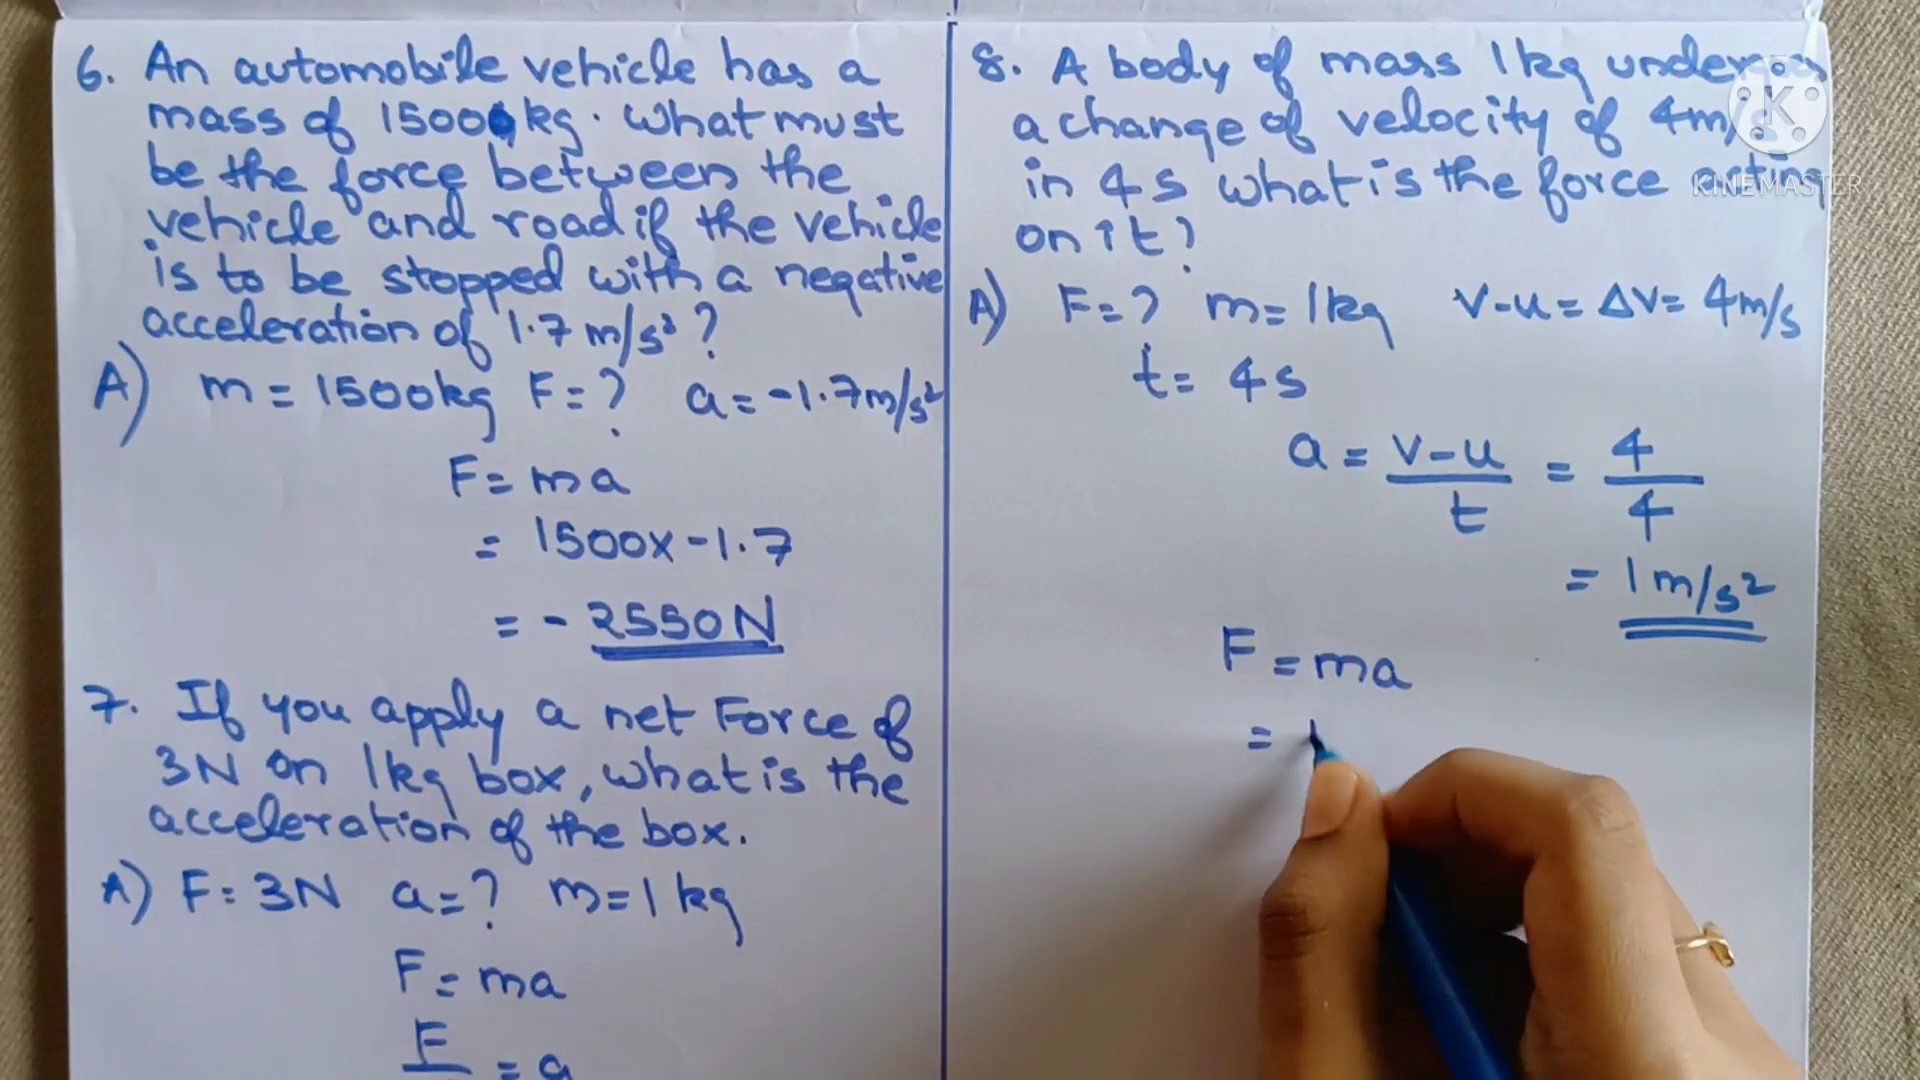 6. An automobile vehicle has a
mass of 1500 kg. What must
be the force between the
vehicle and road if the vehicle
is to be stopped with a negative
acceleration of 1.7 m/s²?
A) m = 1500kg F = ? a = -1.7m/s²
F = ma
= 1500x -1.7
= - 2550N
7. If you apply a net Force of
3N on 1kg box, what is the
acceleration of the box.
A) F = 3N a = ? m = 1 kg
F = ma
F
= a
8. A body of mass 1kg
a change of velocity of 4m/s
in 4s what is the force
on it?
A) F = ? m = 1kg v-u = Δv = 4m/s
t = 4s
a = v-u / t = 4 / 4
= 1m/s²
F = ma
=
K
KINEMASTER